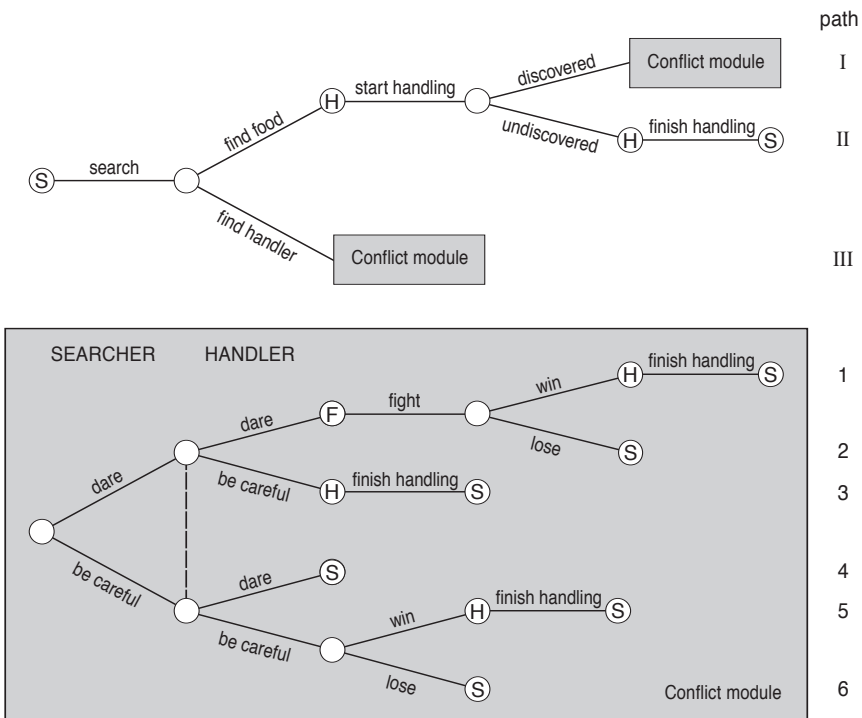 path
discovered
Conflict module
I
H
start handling
find food
undiscovered
H
finish handling
S
II
S
search
find handler
Conflict module
III
SEARCHER
HANDLER
win
H
finish handling
S
1
dare
F
fight
dare
lose
S
2
be careful
H
finish handling
S
3
be careful
dare
S
4
win
H
finish handling
S
5
be careful
lose
S
Conflict module
6